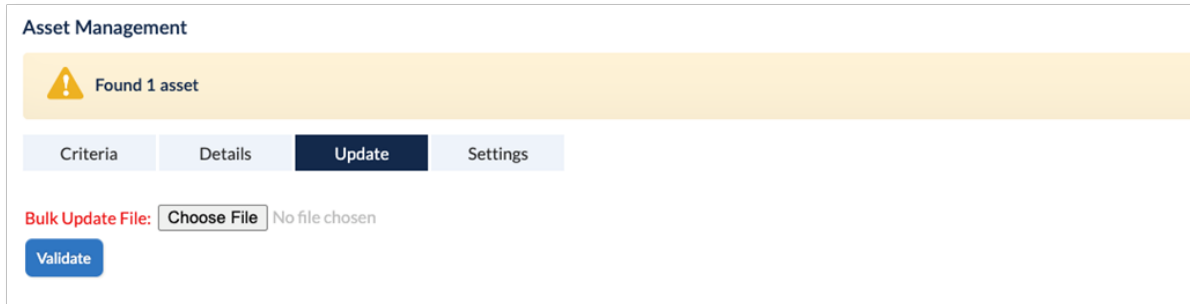 Asset Management
Found 1 asset
Criteria Details Update Settings
Bulk Update File: Choose File No file chosen
Validate